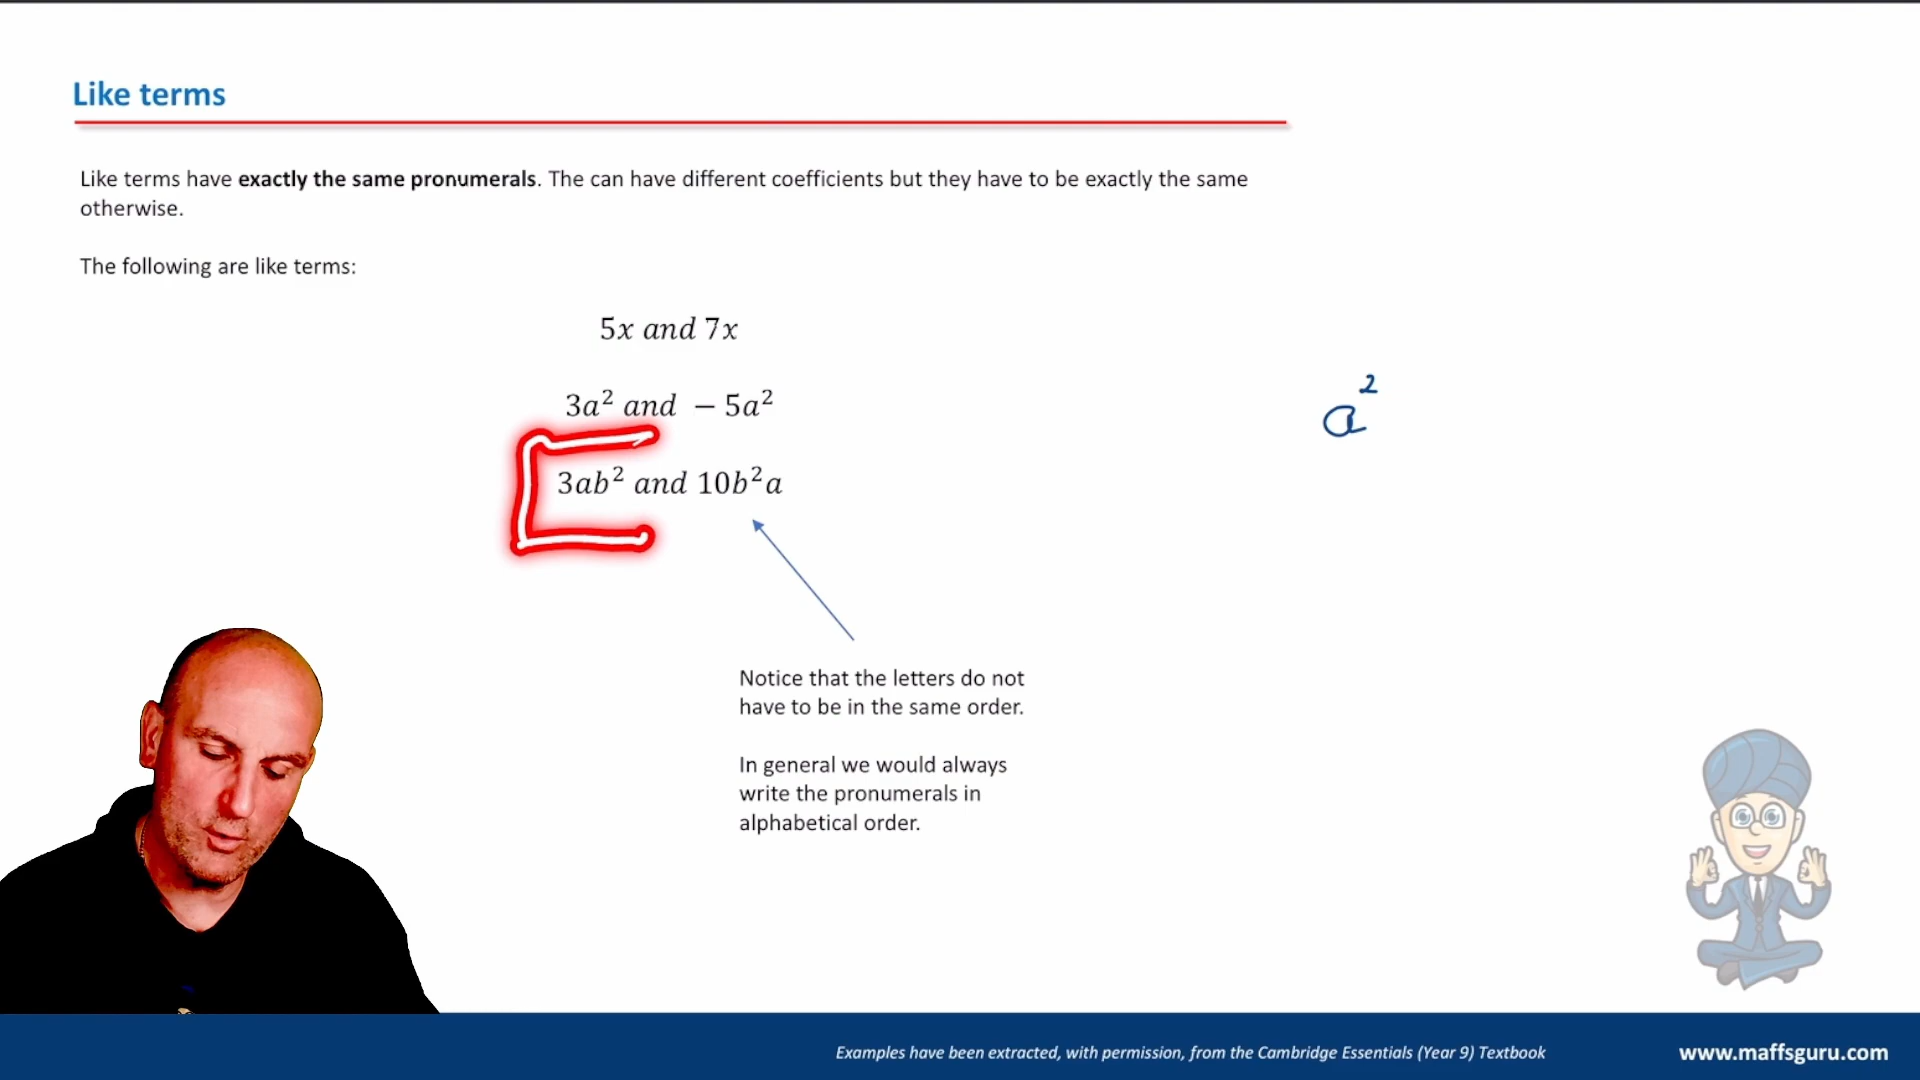 Like terms
Like terms have exactly the same pronumerals. The can have different coefficients but they have to be exactly the same
otherwise.
The following are like terms:
5x and 7x
3a² and − 5a²
a²
3ab² and 10b²a
Notice that the letters do not
have to be in the same order.
In general we would always
write the pronumerals in
alphabetical order.
Examples have been extracted, with permission, from the Cambridge Essentials (Year 9) Textbook
www.maffsguru.com